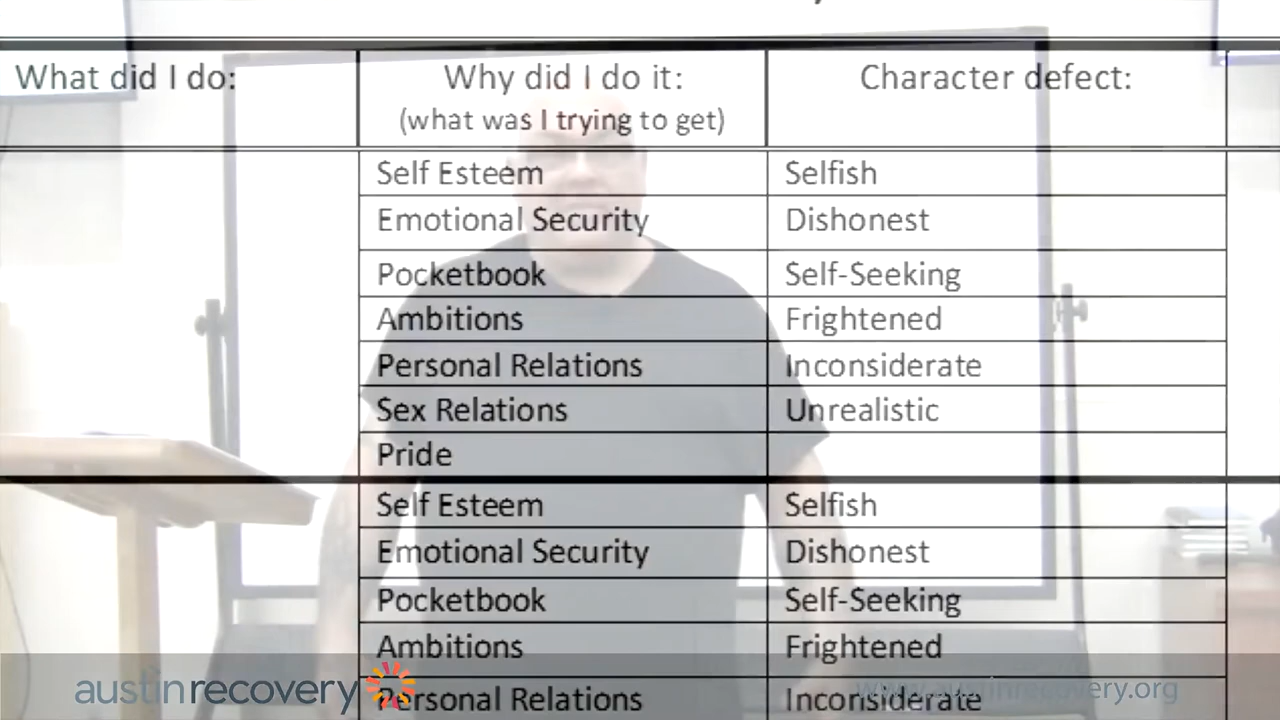 What did I do:
Why did I do it:
(what was I trying to get)
Character defect:
Self Esteem
Selfish
Emotional Security
Dishonest
Pocketbook
Self-Seeking
Ambitions
Frightened
Personal Relations
Inconsiderate
Sex Relations
Unrealistic
Pride
Self Esteem
Selfish
Emotional Security
Dishonest
Pocketbook
Self-Seeking
Ambitions
Frightened
Personal Relations
Inconsiderate
austinrecovery
www.austinrecovery.org